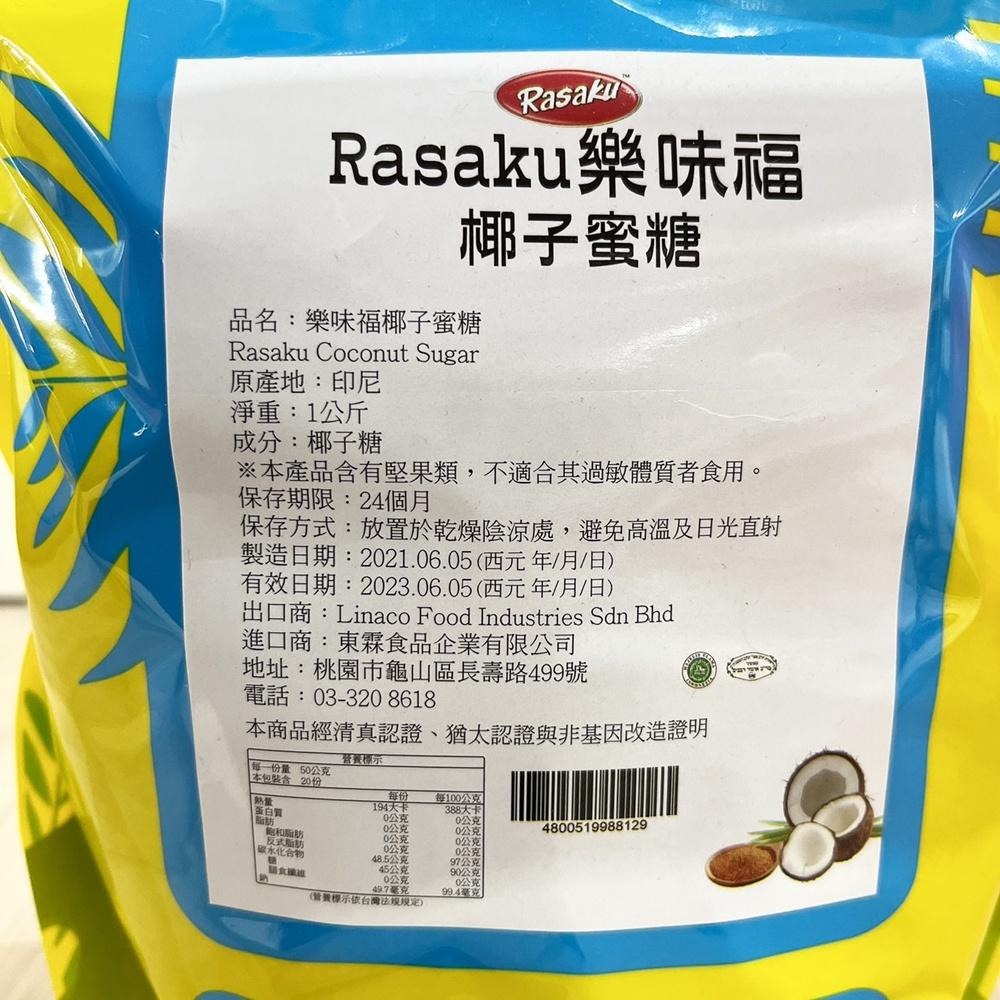 Rasaku™
Rasaku樂味福
椰子蜜糖
品名：樂味福椰子蜜糖
Rasaku Coconut Sugar
原產地：印尼
淨重：1公斤
成分：椰子糖
※本產品含有堅果類，不適合其過敏體質者食用。
保存期限：24個月
保存方式：放置於乾燥陰涼處，避免高溫及日光直射
製造日期：2021.06.05(西元 年/月/日)
有效日期：2023.06.05(西元 年/月/日)
出口商：Linaco Food Industries Sdn Bhd
進口商：東霖食品企業有限公司
地址：桃園市龜山區長壽路499號
電話：03-320 8618
本商品經清真認證、猶太認證與非基因改造證明
營養標示
每一份量 50公克
本包裝含 20份
每份 每100公克
熱量 194大卡 388大卡
蛋白質 0公克 0公克
脂肪 0公克 0公克
飽和脂肪 0公克 0公克
反式脂肪 0公克 0公克
碳水化合物 48.5公克 97公克
糖 45公克 90公克
膳食纖維 0公克 0公克
鈉 49.7毫克 99.4毫克
(營養標示依台灣法規規定)
4800519988129